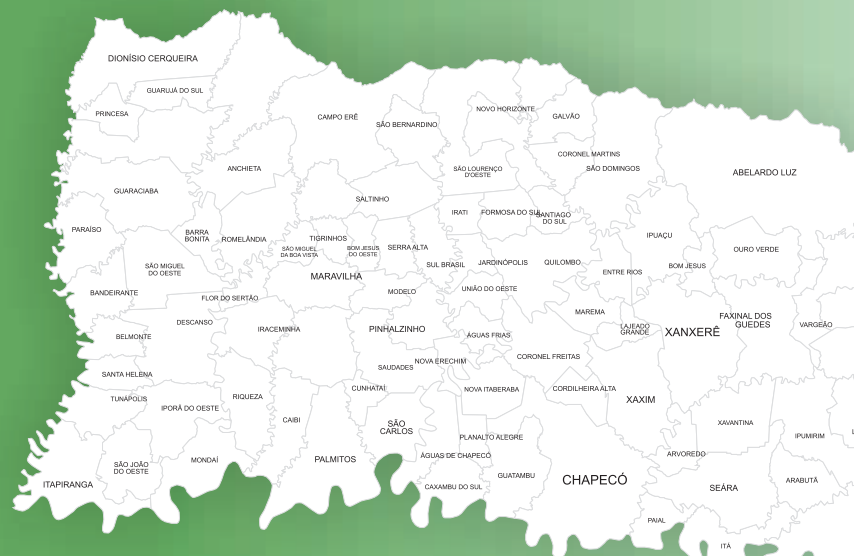 DIONÍSIO CERQUEIRA
GUARUJÁ DO SUL
PRINCESA
CAMPO ERÊ
SÃO BERNARDINO
NOVO HORIZONTE
GALVÃO
CORONEL MARTINS
SÃO DOMINGOS
ABELARDO LUZ
ANCHIETA
SÃO LOURENÇO
D'OESTE
GUARACIABA
SALTINHO
IRATI
FORMOSA DO SUL
SANTIAGO
DO SUL
PARAÍSO
BARRA
BONITA
ROMELÂNDIA
TIGRINHOS
SÃO MIGUEL
DA BOA VISTA
BOM JESUS
DO OESTE
SERRA ALTA
IPUAÇU
OURO VERDE
SÃO MIGUEL
DO OESTE
MARAVILHA
SUL BRASIL
JARDINÓPOLIS
QUILOMBO
ENTRE RIOS
BOM JESUS
BANDEIRANTE
FLOR DO SERTÃO
MODELO
UNIÃO DO OESTE
MAREMA
LAJEADO
GRANDE
XANXERÊ
FAXINAL DOS
GUEDES
VARGEÃO
DESCANSO
BELMONTE
IRACEMINHA
PINHALZINHO
ÁGUAS FRIAS
CORONEL FREITAS
SANTA HELENA
SAUDADES
NOVA ERECHIM
CUNHATAÍ
NOVA ITABERABA
CORDILHEIRA ALTA
XAXIM
TUNÁPOLIS
IPORÃ DO OESTE
RIQUEZA
CAIBI
SÃO
CARLOS
XAVANTINA
IPUMIRIM
PLANALTO ALEGRE
ÁGUAS DE CHAPECÓ
ARVOREDO
SÃO JOÃO
DO OESTE
MONDAÍ
PALMITOS
ITAPIRANGA
CAXAMBU DO SUL
GUATAMBU
CHAPECÓ
SEÁRA
ARABUTÃ
PAIAL
ITÁ